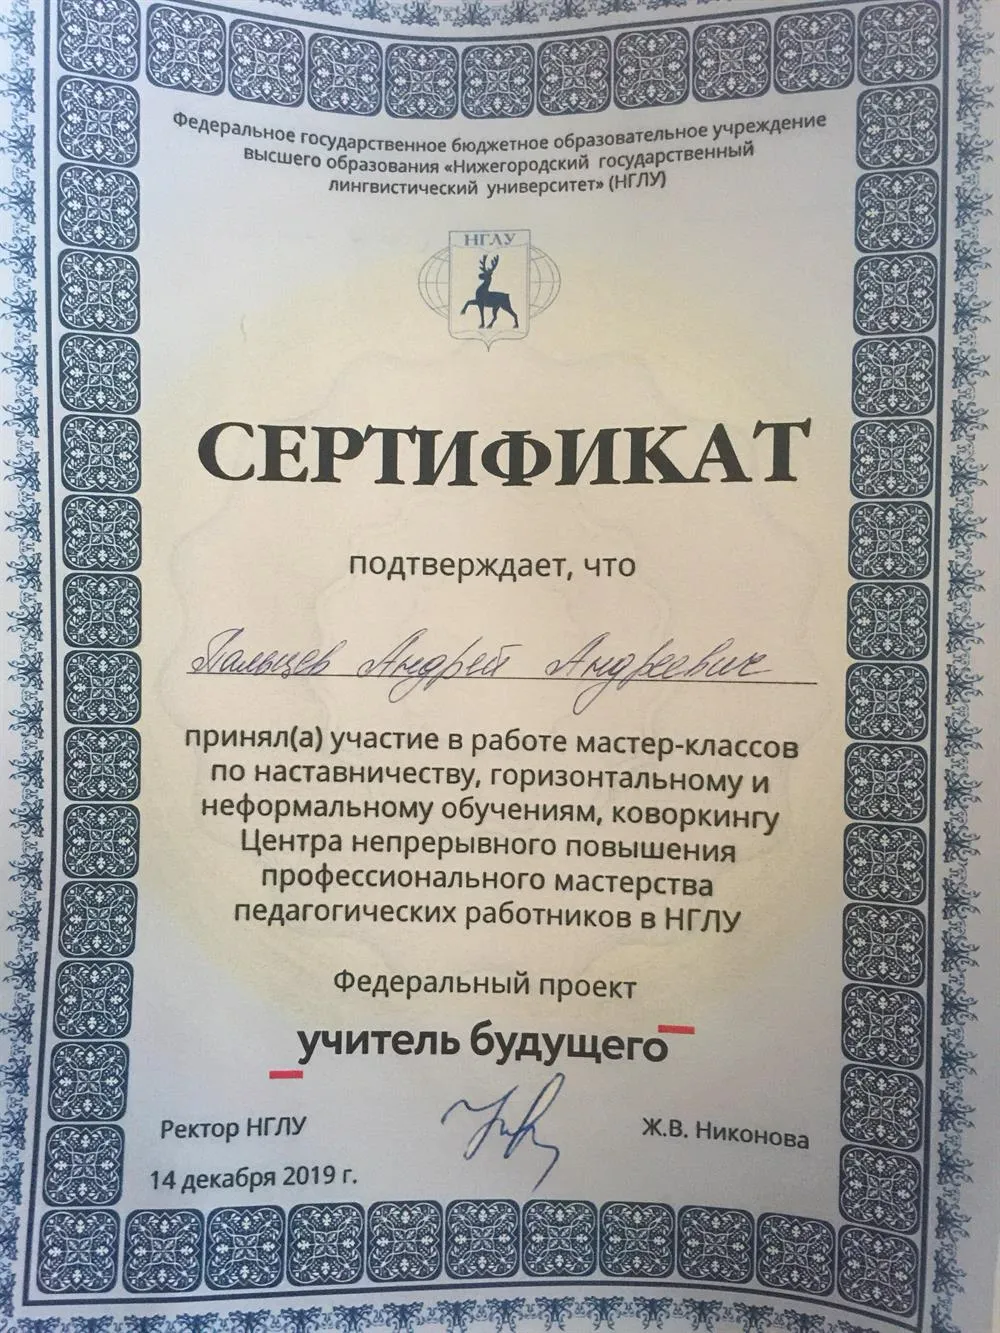 Федеральное государственное бюджетное образовательное учреждение
высшего образования «Нижегородский государственный
лингвистический университет» (НГЛУ)
НГЛУ
СЕРТИФИКАТ
подтверждает, что
Пальцев Андрей Андреевич
принял(а) участие в работе мастер-классов
по наставничеству, горизонтальному и
неформальному обучениям, коворкингу
Центра непрерывного повышения
профессионального мастерства
педагогических работников в НГЛУ
Федеральный проект
учитель будущего
Ректор НГЛУ
Ж.В. Никонова
14 декабря 2019 г.